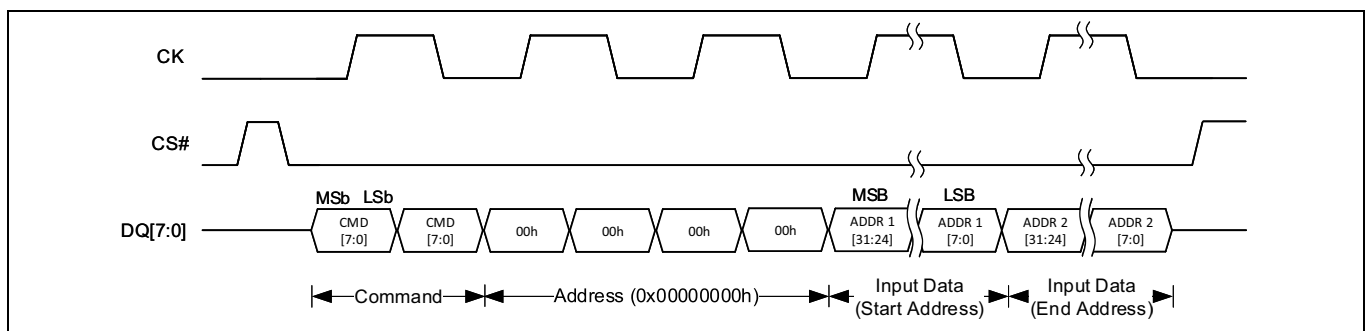 CK
CS#
MSb LSb MSB LSB
DQ[7:0] CMD CMD 00h 00h 00h 00h ADDR 1 ADDR 1 ADDR 2 ADDR 2
[7:0] [7:0] [31:24] [7:0] [31:24] [7:0]
Command Address (0x00000000h) Input Data Input Data
(Start Address) (End Address)